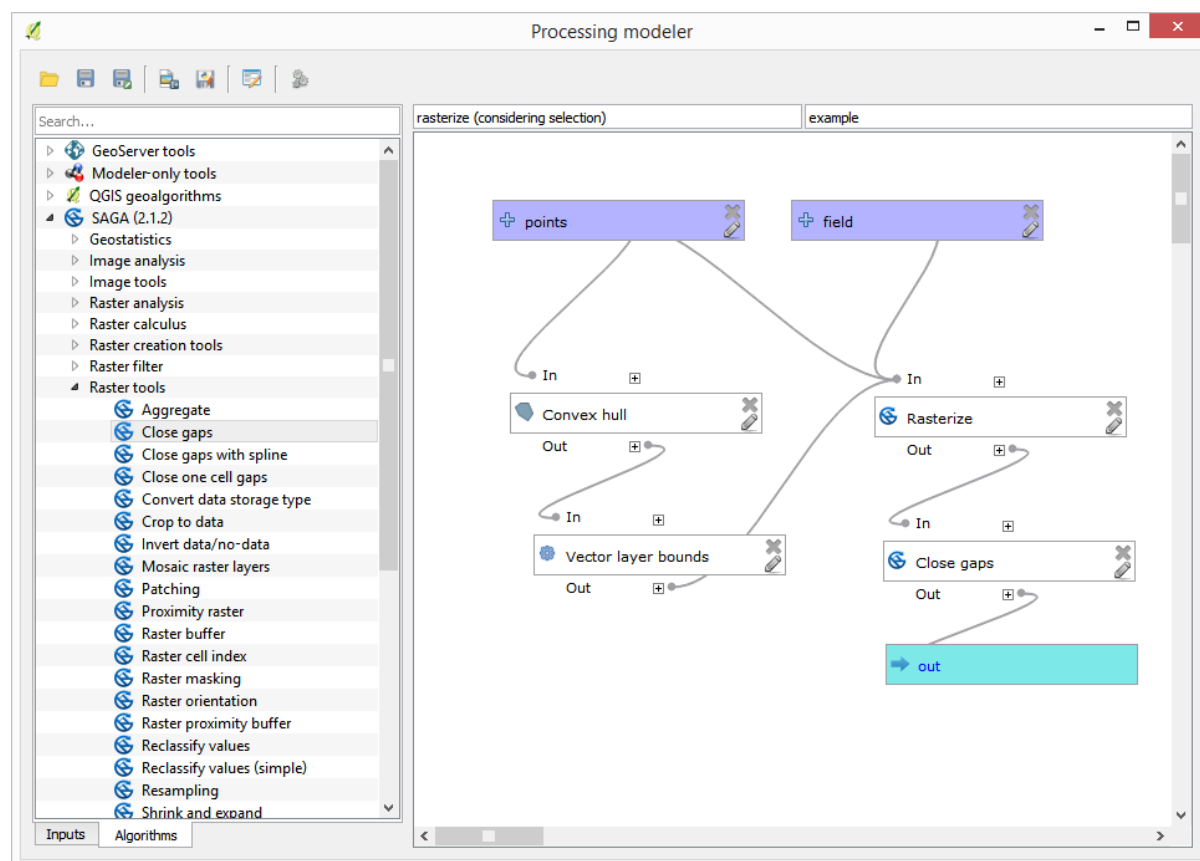 Processing modeler
Search...
rasterize (considering selection)
example
GeoServer tools
Modeler-only tools
QGIS geoalgorithms
SAGA (2.1.2)
Geostatistics
Image analysis
Image tools
Raster analysis
Raster calculus
Raster creation tools
Raster filter
Raster tools
Aggregate
Close gaps
Close gaps with spline
Close one cell gaps
Convert data storage type
Crop to data
Invert data/no-data
Mosaic raster layers
Patching
Proximity raster
Raster buffer
Raster cell index
Raster masking
Raster orientation
Raster proximity buffer
Reclassify values
Reclassify values (simple)
Resampling
Shrink and expand
Inputs
Algorithms
points
field
In
Convex hull
Out
In
Vector layer bounds
Out
In
Rasterize
Out
In
Close gaps
Out
out